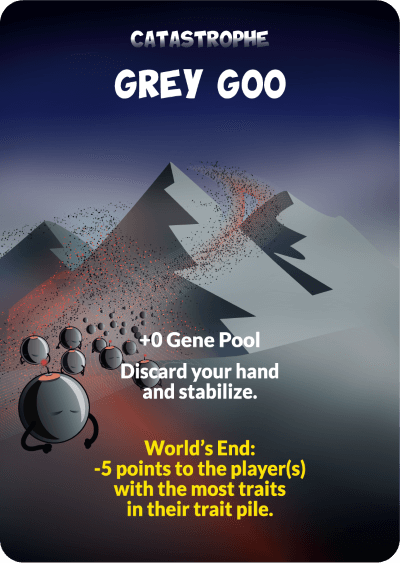 CATASTROPHE
GREY GOO
+0 Gene Pool
Discard your hand
and stabilize.
World's End:
-5 points to the player(s)
with the most traits
in their trait pile.